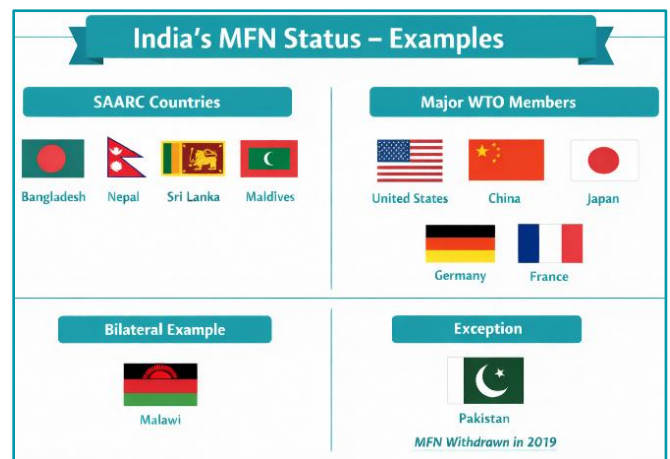 India's MFN Status – Examples
SAARC Countries
Bangladesh
Nepal
Sri Lanka
Maldives
Major WTO Members
United States
China
Japan
Germany
France
Bilateral Example
Malawi
Exception
Pakistan
MFN Withdrawn in 2019